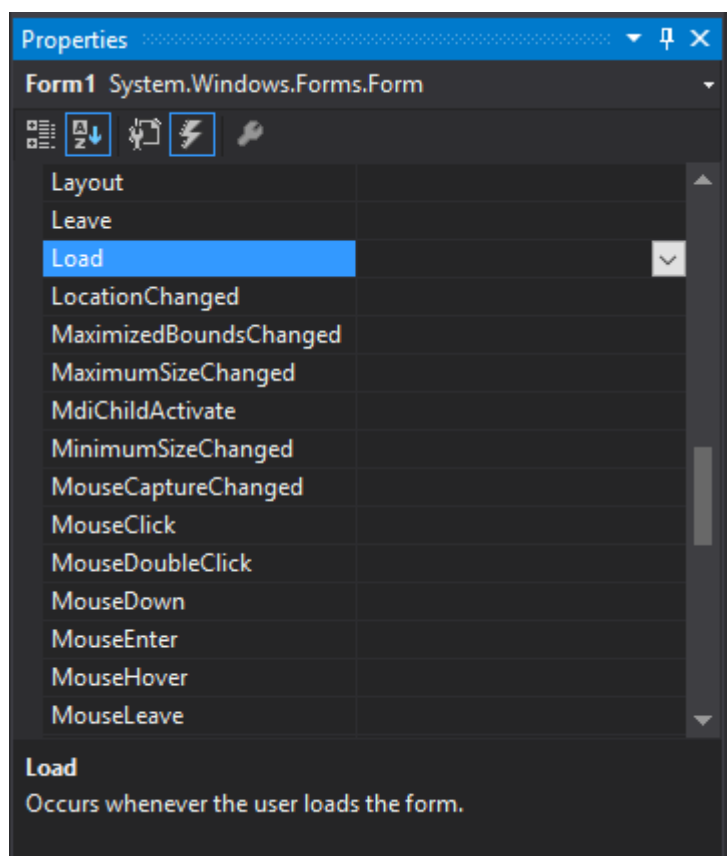 Properties
Form1 System.Windows.Forms.Form
Layout
Leave
Load
LocationChanged
MaximizedBoundsChanged
MaximumSizeChanged
MdiChildActivate
MinimumSizeChanged
MouseCaptureChanged
MouseClick
MouseDoubleClick
MouseDown
MouseEnter
MouseHover
MouseLeave
Load
Occurs whenever the user loads the form.